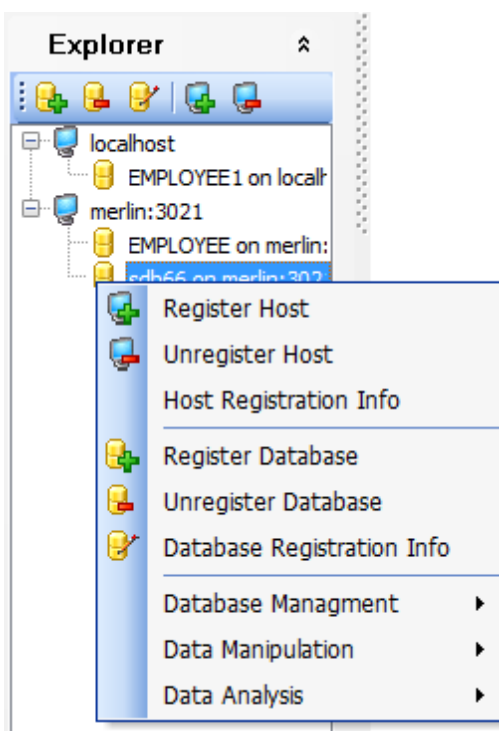 Explorer
localhost
EMPLOYEE1 on localh
merlin:3021
EMPLOYEE on merlin:
sdb66 on merlin:302
Register Host
Unregister Host
Host Registration Info
Register Database
Unregister Database
Database Registration Info
Database Managment
Data Manipulation
Data Analysis